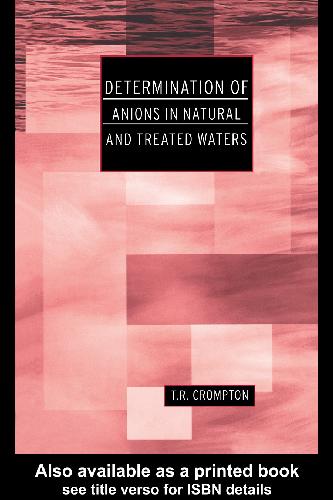 DETERMINATION OF
ANIONS IN NATURAL
AND TREATED WATERS
T.R. CROMPTON
Also available as a printed book
see title verso for ISBN details